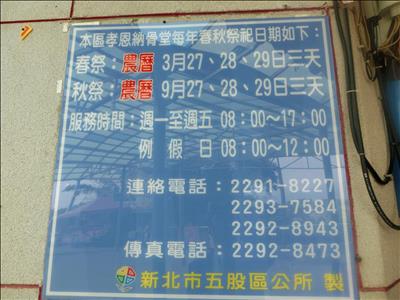 本區孝恩納骨堂每年春秋祭祀日期如下：
春祭：農曆 3月27、28、29日三天
秋祭：農曆 9月27、28、29日三天
服務時間：週一至週五 08：00～17：00
例 假 日 08：00～12：00
連絡電話：2291-8227
2293-7584
2292-8943
傳真電話：2292-8473
新北市五股區公所 製